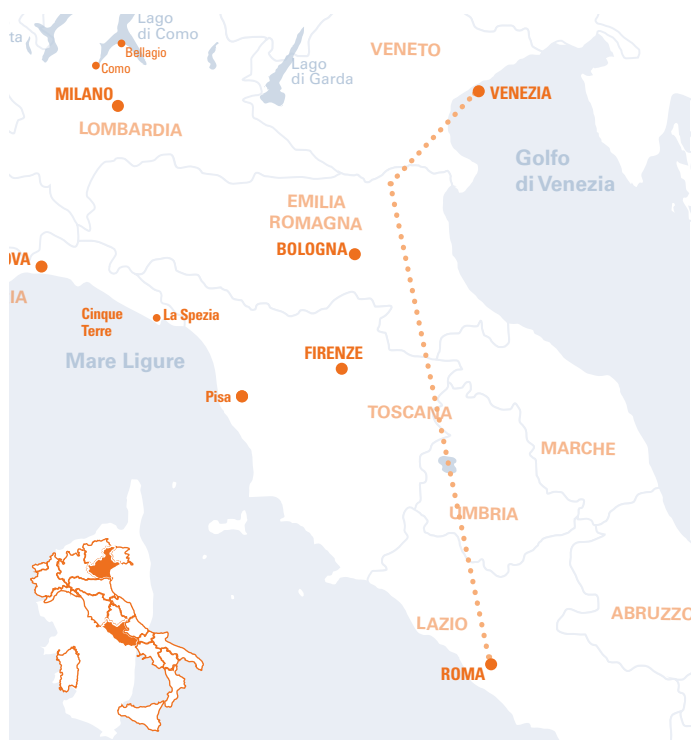 Lago
di Como
ta
Bellagio
Como
Lago
di Garda
VENETO
MILANO
VENEZIA
LOMBARDIA
Golfo
di Venezia
EMILIA
ROMAGNA
BOLOGNA
OVA
IA
Cinque
Terre
La Spezia
FIRENZE
Mare Ligure
Pisa
TOSCANA
MARCHE
UMBRIA
LAZIO
ABRUZZO
ROMA